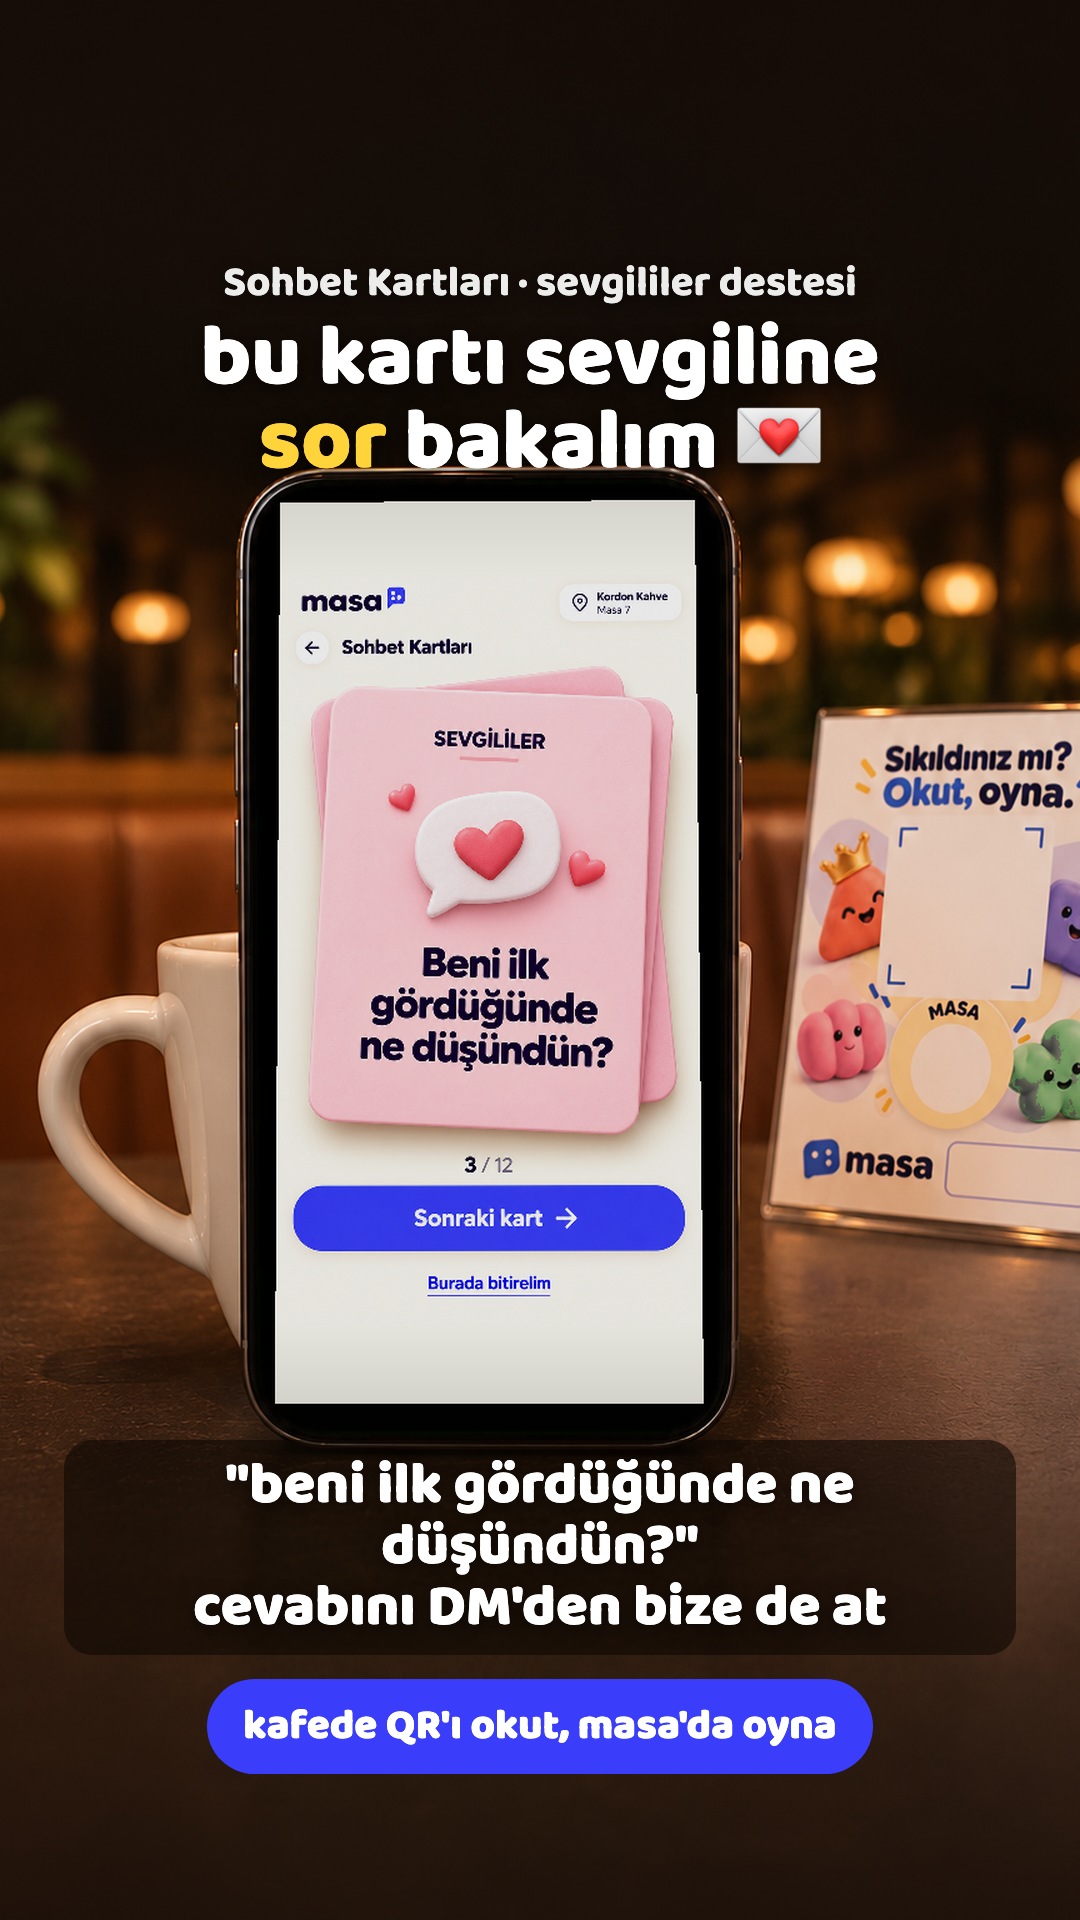 Sohbet Kartları • sevgililer destesi
bu kartı sevgiline
sor bakalım 💌
masa
Kordon Kahve
Masa 7
Sohbet Kartları
SEVGİLİLER
Beni ilk
gördüğünde
ne düşündün?
3 / 12
Sonraki kart →
Burada bitirelim
Sıkıldınız mı?
Okut, oyna.
MASA
masa
"beni ilk gördüğünde ne
düşündün?"
cevabını DM'den bize de at
kafede QR'ı okut, masa'da oyna